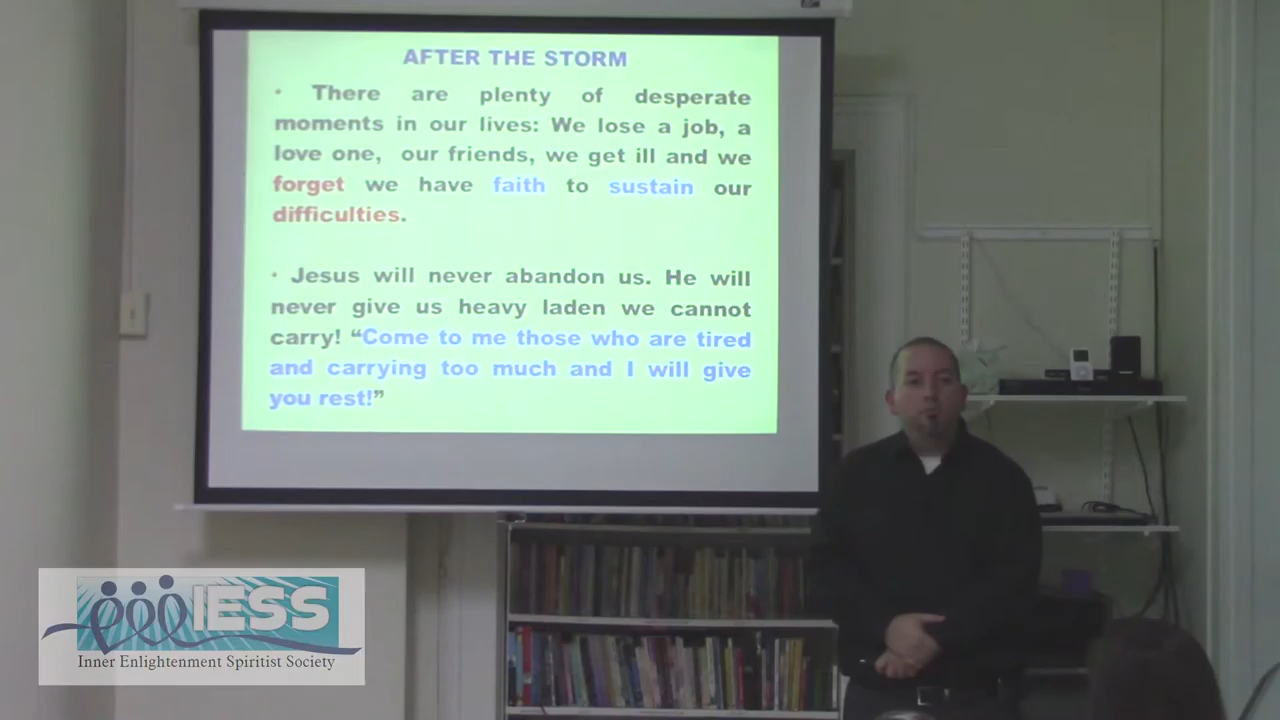 AFTER THE STORM
• There are plenty of desperate
moments in our lives: We lose a job, a
love one, our friends, we get ill and we
forget we have faith to sustain our
difficulties.
• Jesus will never abandon us. He will
never give us heavy laden we cannot
carry! “Come to me those who are tired
and carrying too much and I will give
you rest!”
IESS
Inner Enlightenment Spiritist Society